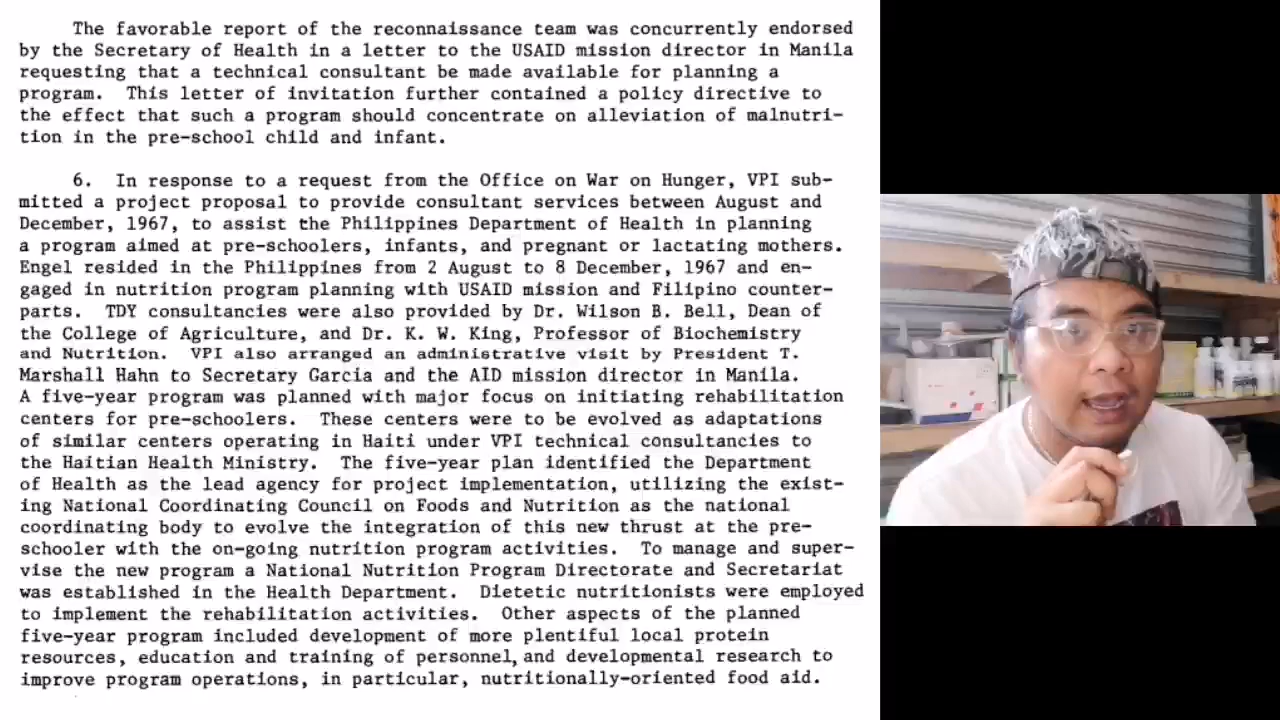 The favorable report of the reconnaissance team was concurrently endorsed
by the Secretary of Health in a letter to the USAID mission director in Manila
requesting that a technical consultant be made available for planning a
program. This letter of invitation further contained a policy directive to
the effect that such a program should concentrate on alleviation of malnutri-
tion in the pre-school child and infant.
6. In response to a request from the Office on War on Hunger, VPI sub-
mitted a project proposal to provide consultant services between August and
December, 1967, to assist the Philippines Department of Health in planning
a program aimed at pre-schoolers, infants, and pregnant or lactating mothers.
Engel resided in the Philippines from 2 August to 8 December, 1967 and en-
gaged in nutrition program planning with USAID mission and Filipino counter-
parts. TDY consultancies were also provided by Dr. Wilson B. Bell, Dean of
the College of Agriculture, and Dr. K. W. King, Professor of Biochemistry
and Nutrition. VPI also arranged an administrative visit by President T.
Marshall Hahn to Secretary Garcia and the AID mission director in Manila.
A five-year program was planned with major focus on initiating rehabilitation
centers for pre-schoolers. These centers were to be evolved as adaptations
of similar centers operating in Haiti under VPI technical consultancies to
the Haitian Health Ministry. The five-year plan identified the Department
of Health as the lead agency for project implementation, utilizing the exist-
ing National Coordinating Council on Foods and Nutrition as the national
coordinating body to evolve the integration of this new thrust at the pre-
schooler with the on-going nutrition program activities. To manage and super-
vise the new program a National Nutrition Program Directorate and Secretariat
was established in the Health Department. Dietetic nutritionists were employed
to implement the rehabilitation activities. Other aspects of the planned
five-year program included development of more plentiful local protein
resources, education and training of personnel, and developmental research to
improve program operations, in particular, nutritionally-oriented food aid.